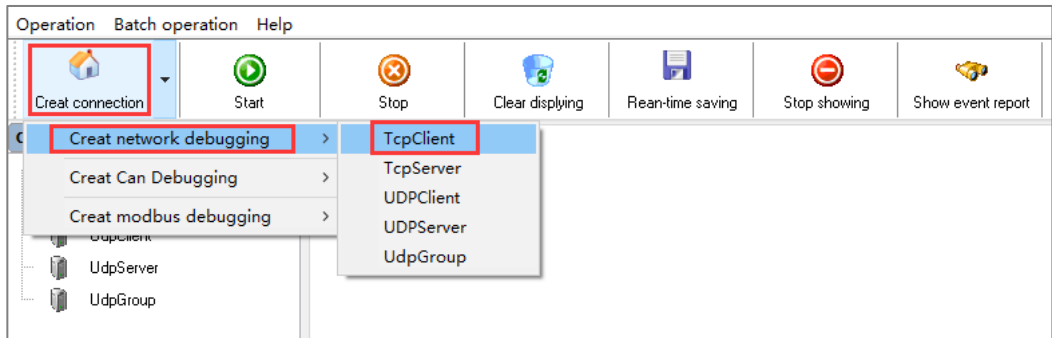 Operation Batch operation Help
Creat connection Start Stop Clear displying Rean-time saving Stop showing Show event report
Creat network debugging > TcpClient
TcpServer
Creat Can Debugging >
UDPClient
Creat modbus debugging >
UDPServer
UdpClient
UdpGroup
UdpServer
UdpGroup